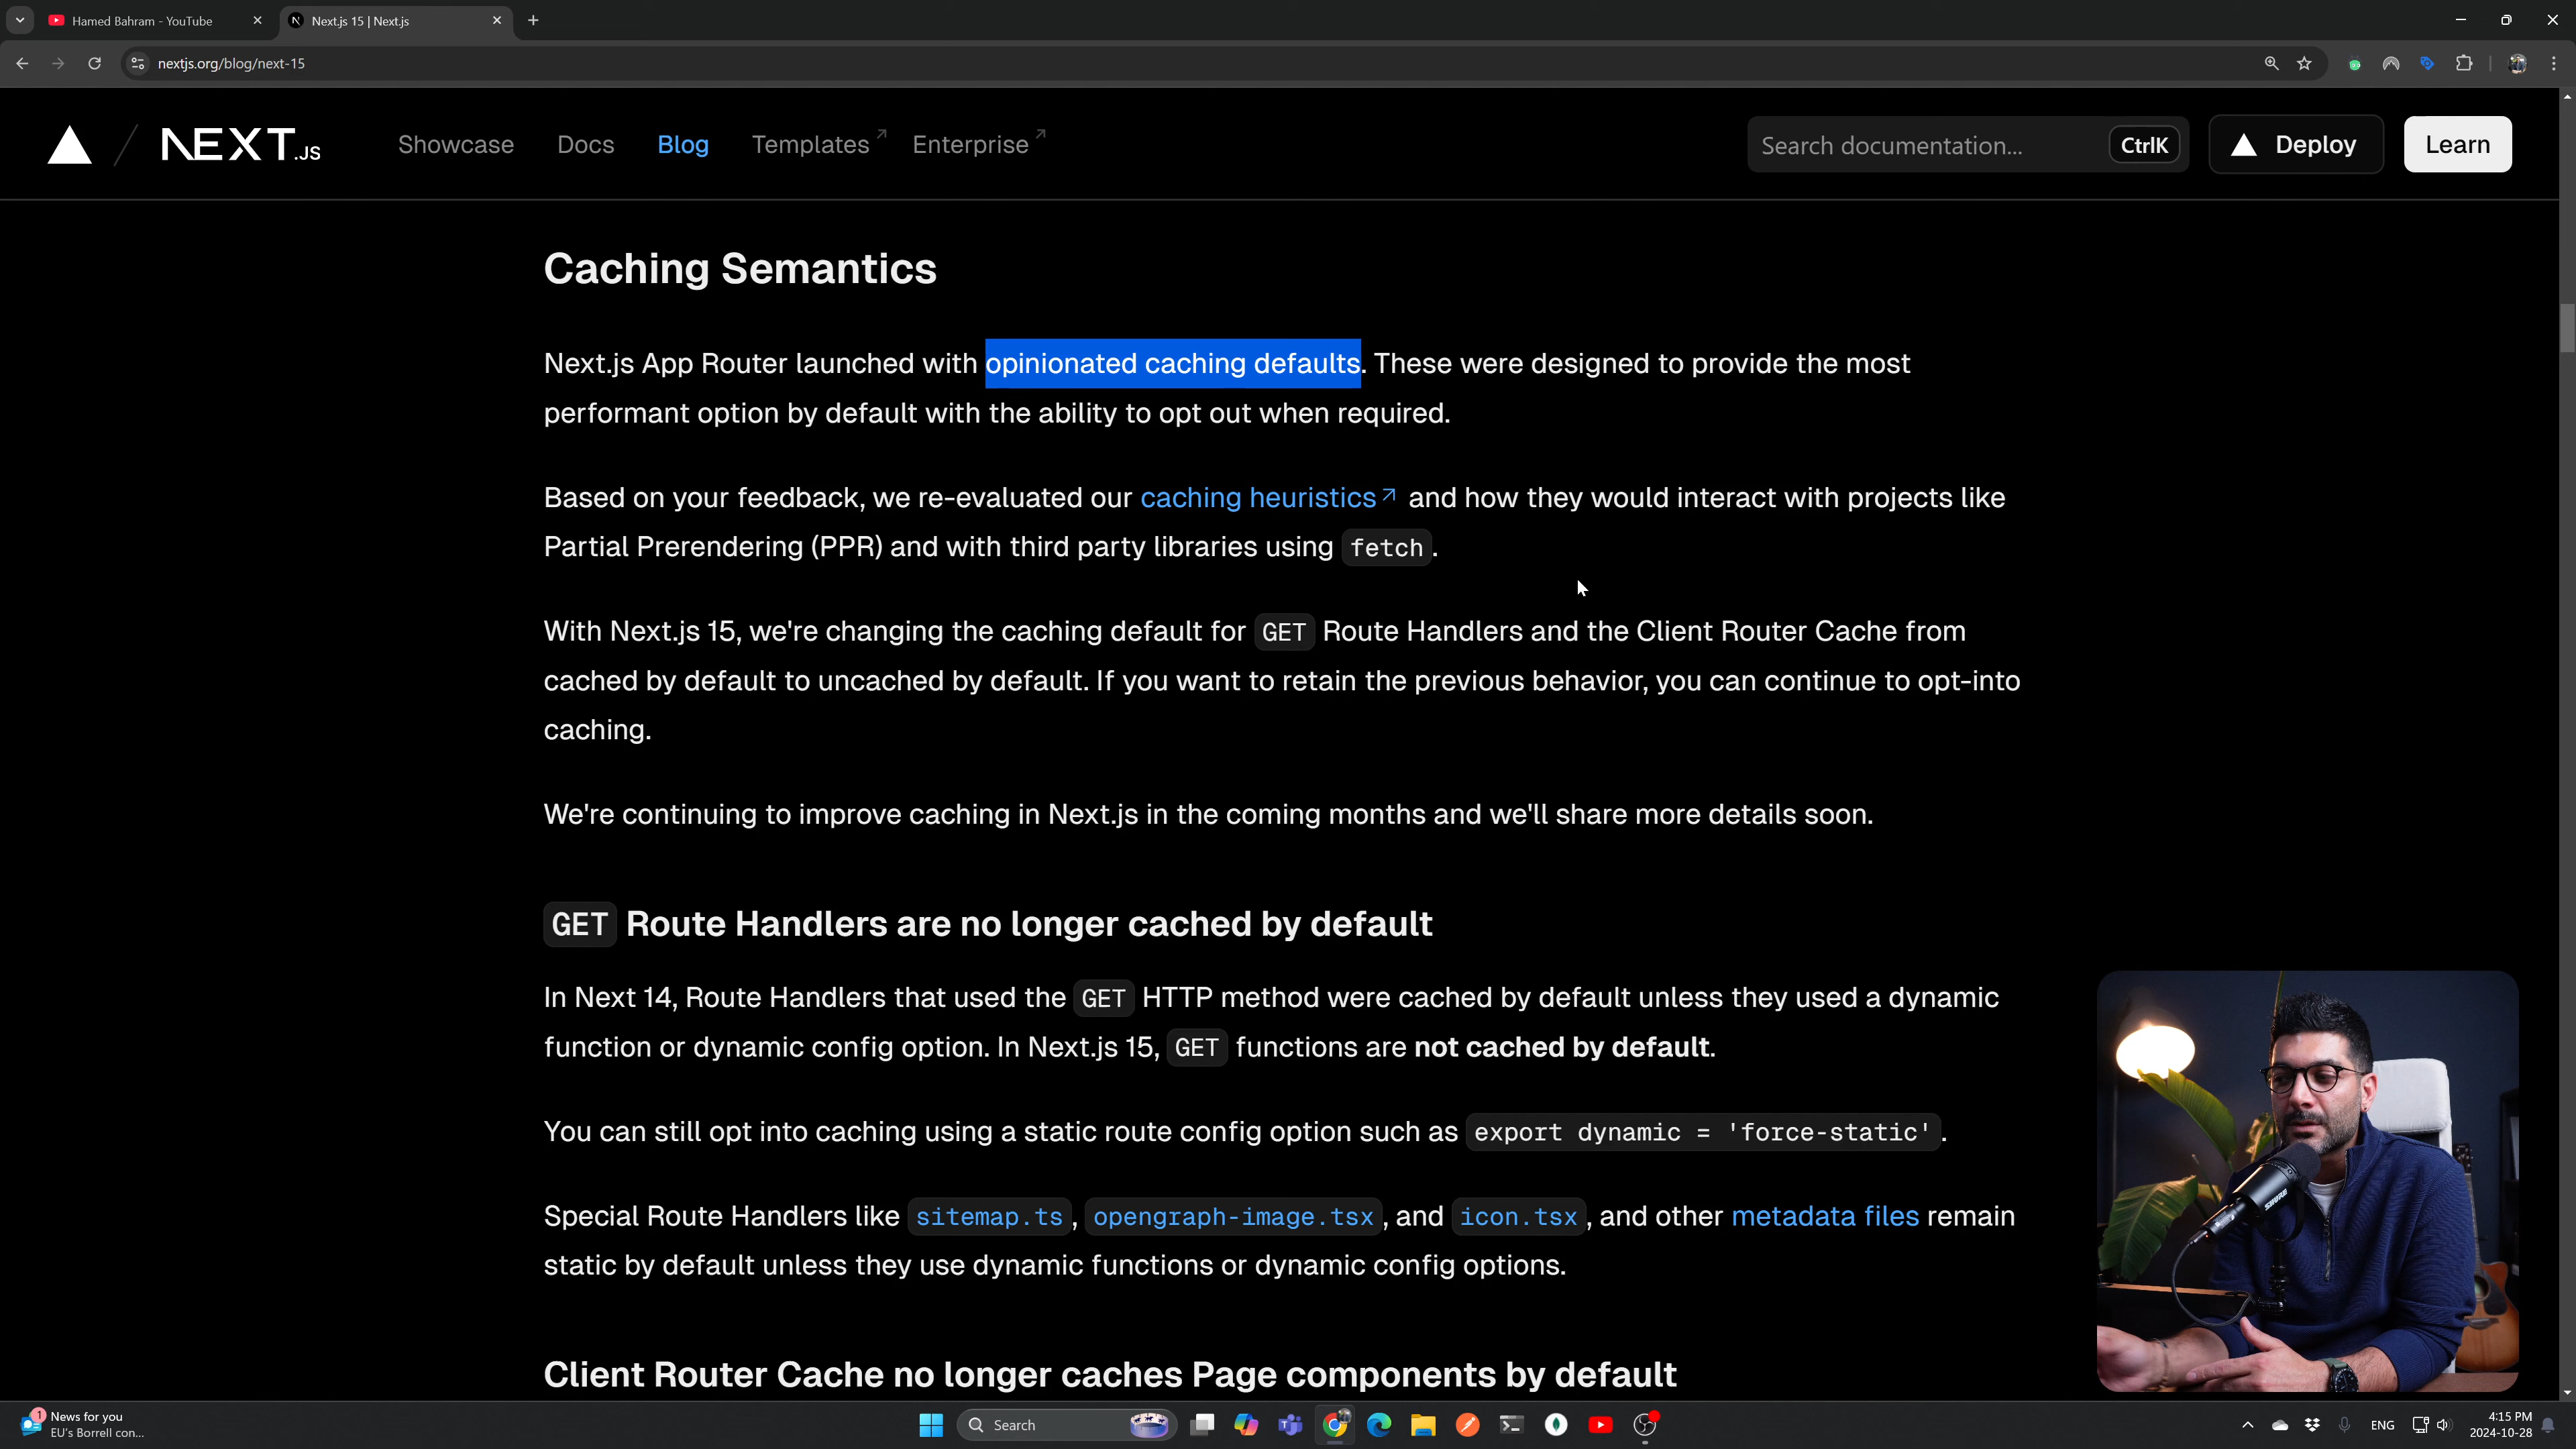 Hamed Bahram - YouTube
Next.js 15 | Next.js
nextjs.org/blog/next-15
NEXT.JS
Showcase
Docs
Blog
Templates
Enterprise
Search documentation...
CtrlK
Deploy
Learn
Caching Semantics
Next.js App Router launched with opinionated caching defaults. These were designed to provide the most
performant option by default with the ability to opt out when required.
Based on your feedback, we re-evaluated our caching heuristics and how they would interact with projects like
Partial Prerendering (PPR) and with third party libraries using fetch.
With Next.js 15, we're changing the caching default for GET Route Handlers and the Client Router Cache from
cached by default to uncached by default. If you want to retain the previous behavior, you can continue to opt-into
caching.
We're continuing to improve caching in Next.js in the coming months and we'll share more details soon.
GET Route Handlers are no longer cached by default
In Next 14, Route Handlers that used the GET HTTP method were cached by default unless they used a dynamic
function or dynamic config option. In Next.js 15, GET functions are not cached by default.
You can still opt into caching using a static route config option such as export dynamic = 'force-static'.
Special Route Handlers like sitemap.ts, opengraph-image.tsx, and icon.tsx, and other metadata files remain
static by default unless they use dynamic functions or dynamic config options.
Client Router Cache no longer caches Page components by default
1
News for you
EU's Borrell con...
Search
ENG
4:15 PM
2024-10-28